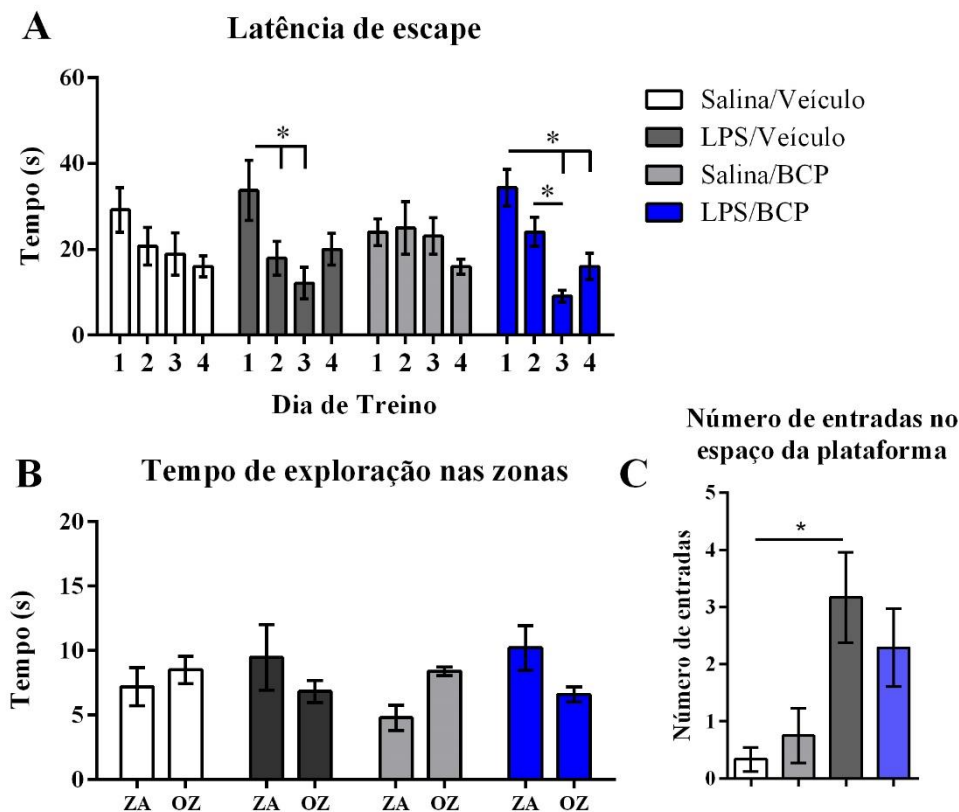 A
Latência de escape
Tempo (s)
60
40
20
0
*
*
*
1 2 3 4 1 2 3 4 1 2 3 4 1 2 3 4
Dia de Treino
Salina/Veículo
LPS/Veículo
Salina/BCP
LPS/BCP
B
Tempo de exploração nas zonas
Tempo (s)
20
15
10
5
0
ZA OZ ZA OZ ZA OZ ZA OZ
C
Número de entradas no
espaço da plataforma
Número de entradas
5
4
3
2
1
0
*